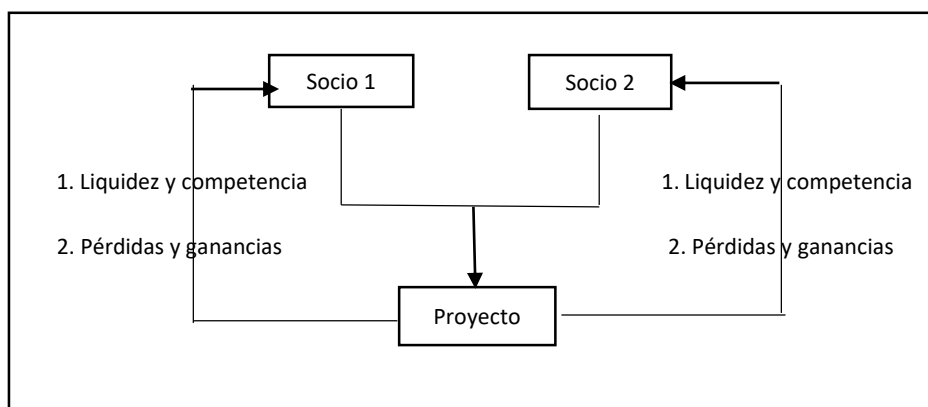 Socio 1
Socio 2
1. Liquidez y competencia
1. Liquidez y competencia
2. Pérdidas y ganancias
2. Pérdidas y ganancias
Proyecto